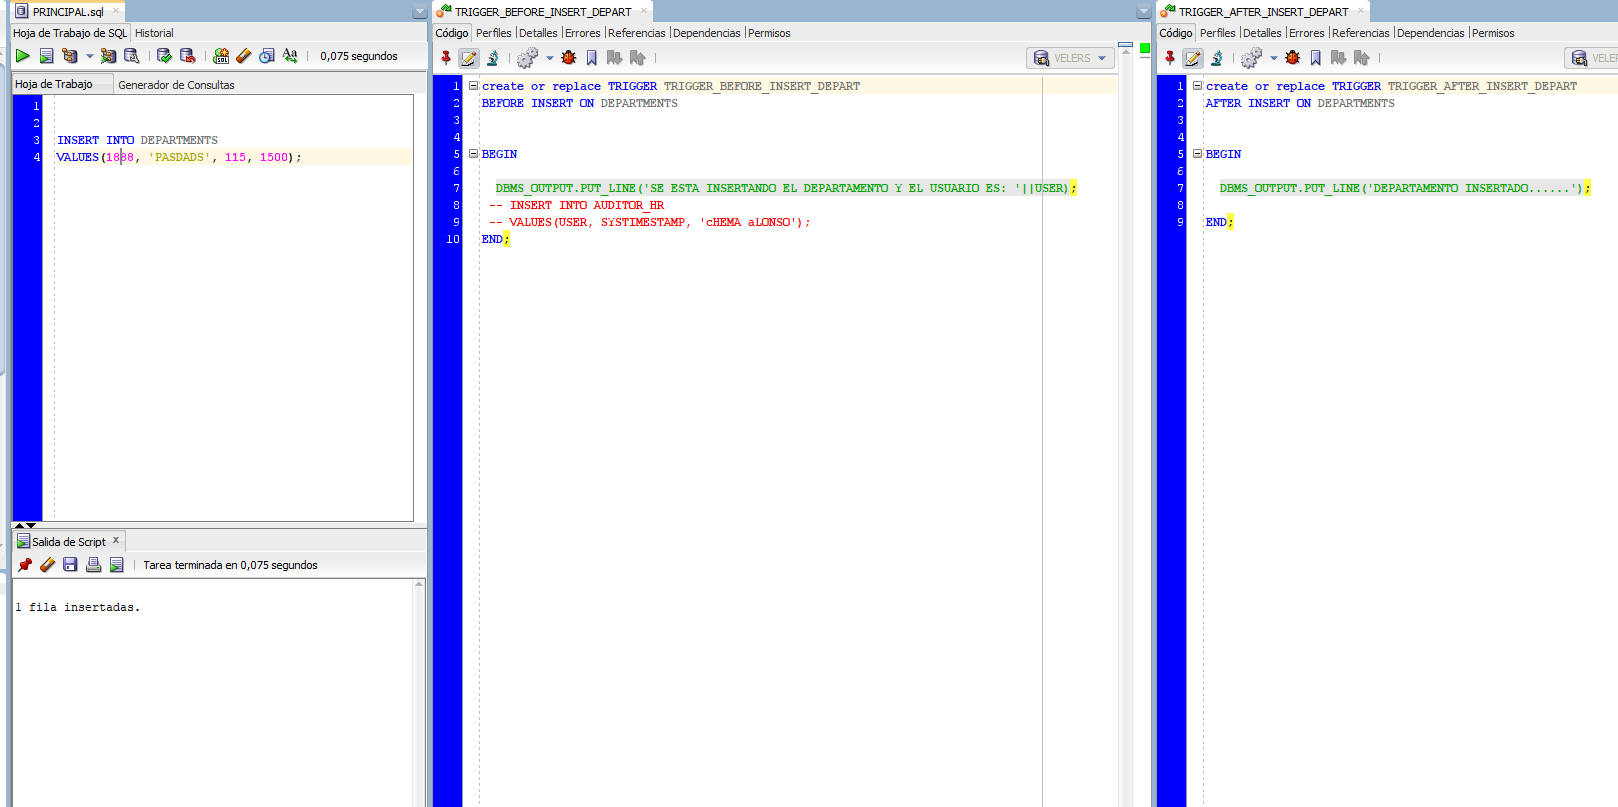 PRINCIPAL.sql
Hoja de Trabajo de SQL Historial
0,075 segundos
Hoja de Trabajo Generador de Consultas
1
2
3 INSERT INTO DEPARTMENTS
4 VALUES(1888, 'PASDADS', 115, 1500);
Salida de Script
Tarea terminada en 0,075 segundos
1 fila insertadas.
TRIGGER_BEFORE_INSERT_DEPART
Código Perfiles Detalles Errores Referencias Dependencias Permisos
VELERS
1 create or replace TRIGGER TRIGGER_BEFORE_INSERT_DEPART
2 BEFORE INSERT ON DEPARTMENTS
3
4
5 BEGIN
6
7 DBMS_OUTPUT.PUT_LINE('SE ESTA INSERTANDO EL DEPARTAMENTO Y EL USUARIO ES: '||USER);
8 -- INSERT INTO AUDITOR_HR
9 -- VALUES(USER, SYSTIMESTAMP, 'cHEMA aLONSO');
10 END;
TRIGGER_AFTER_INSERT_DEPART
Código Perfiles Detalles Errores Referencias Dependencias Permisos
VELER
1 create or replace TRIGGER TRIGGER_AFTER_INSERT_DEPART
2 AFTER INSERT ON DEPARTMENTS
3
4
5 BEGIN
6
7 DBMS_OUTPUT.PUT_LINE('DEPARTAMENTO INSERTADO......');
8
9 END;